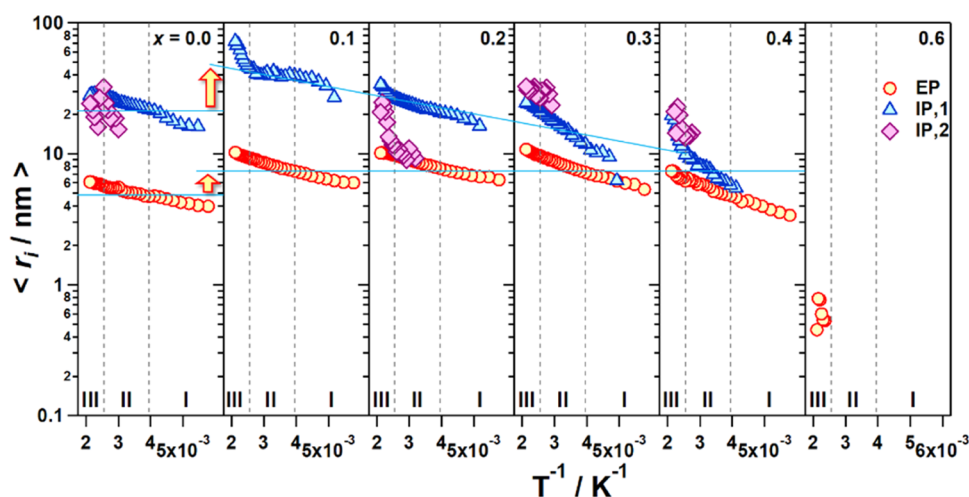 x = 0.0 0.1 0.2 0.3 0.4 0.6
EP
IP,1
IP,2
< r_i / nm >
100
8
6
4
2
10
8
6
4
2
1
8
6
4
2
0.1
III II I III II I III II I III II I III II I III II I
2 3 4 5x10⁻³ 2 3 4 5x10⁻³ 2 3 4 5x10⁻³ 2 3 4 5x10⁻³ 2 3 4 5x10⁻³ 2 3 4 5 6x10⁻³
T⁻¹ / K⁻¹